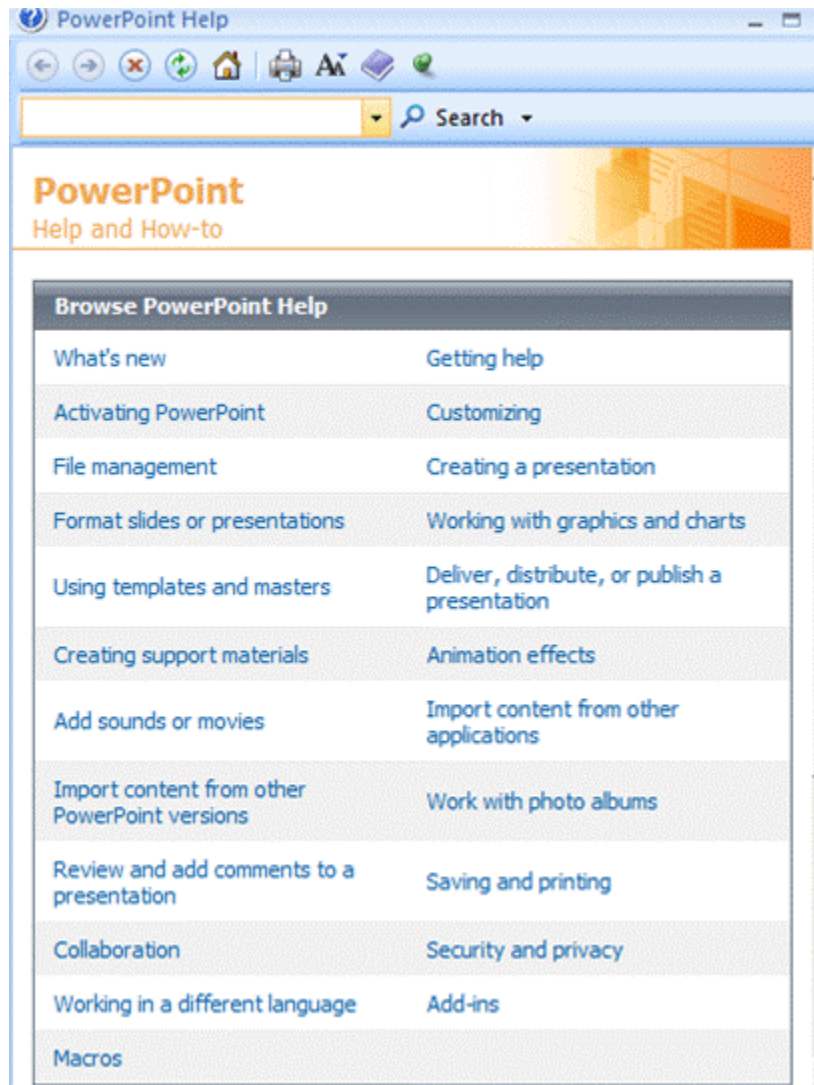 PowerPoint Help
Search
PowerPoint
Help and How-to
Browse PowerPoint Help
What's new
Getting help
Activating PowerPoint
Customizing
File management
Creating a presentation
Format slides or presentations
Working with graphics and charts
Using templates and masters
Deliver, distribute, or publish a
presentation
Creating support materials
Animation effects
Add sounds or movies
Import content from other
applications
Import content from other
PowerPoint versions
Work with photo albums
Review and add comments to a
presentation
Saving and printing
Collaboration
Security and privacy
Working in a different language
Add-ins
Macros